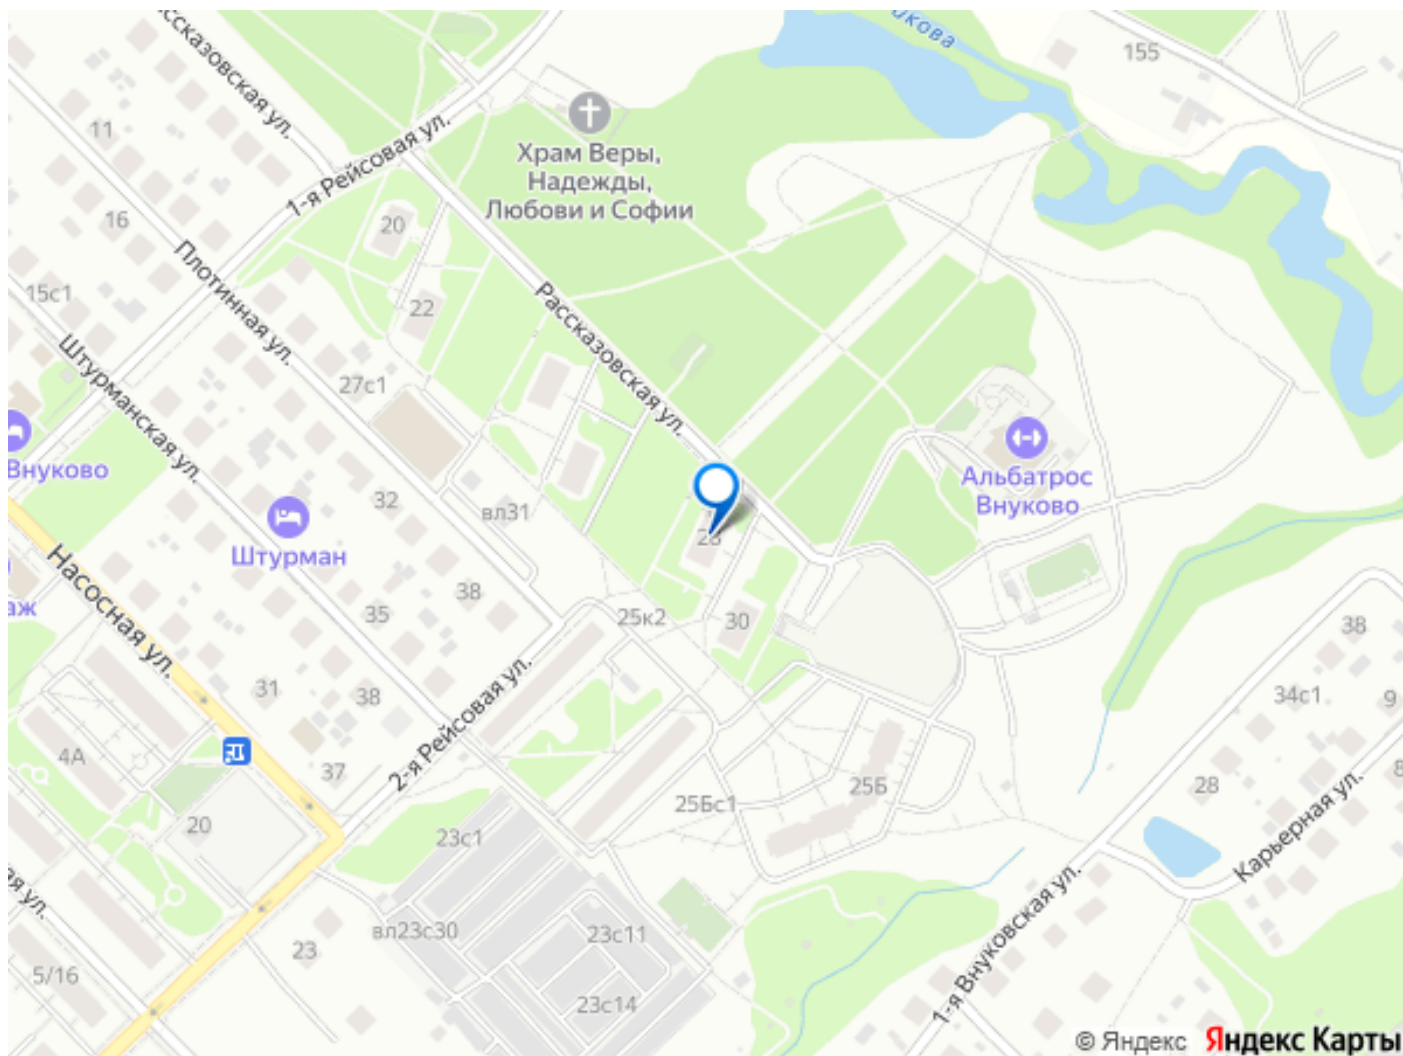 Рассказовская ул.
155
11
1-я Рейсовая ул.
Храм Веры,
Надежды,
Любови и Софии
16
20
Плотинная ул.
15с1
22
Рассказовская ул.
Штурманская ул.
27с1
Внуково
Альбатрос
Внуково
32
вл31
Штурман
Насосная ул.
38
35
25к2
30
38
31
38
34с1
9
2-я Рейсовая ул.
4А
37
25Б
28
25Бс1
8
20
23с1
Карьерная ул.
1-я Внуковская ул.
вл23с30
23
23с11
5/16
23с14
© Яндекс Яндекс Карты